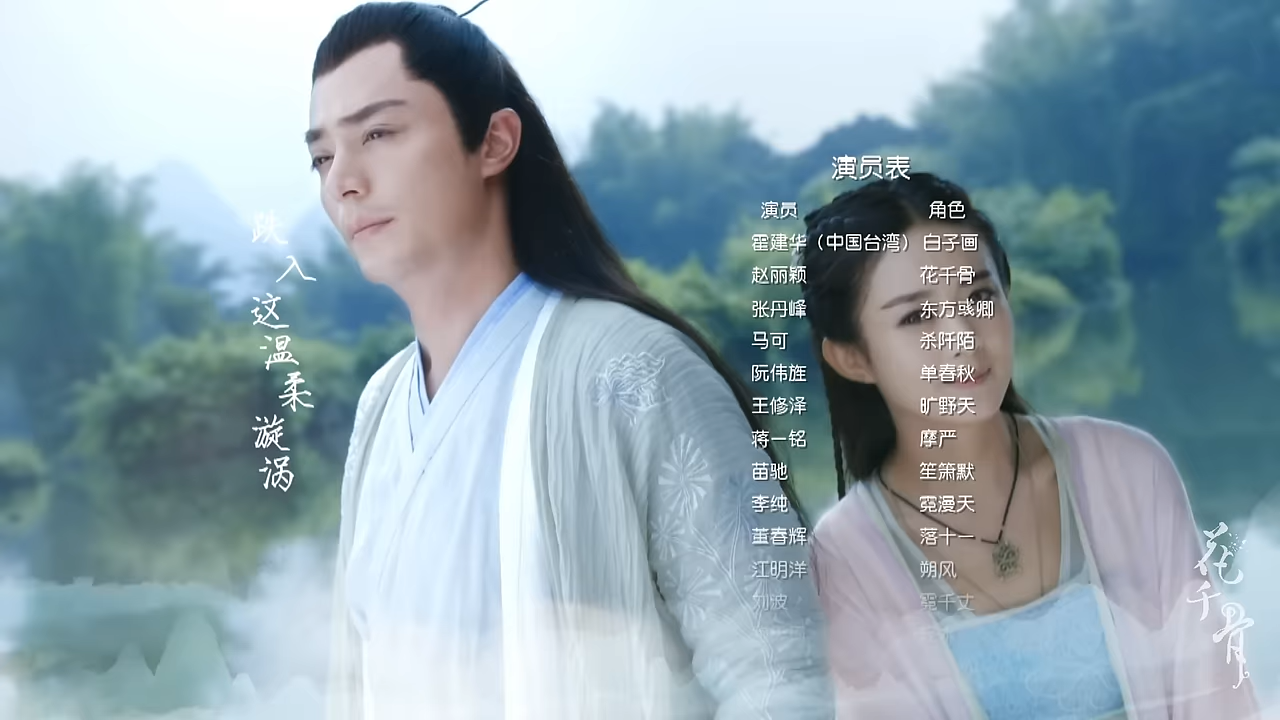 跌入这温柔漩涡
演员表
演员 角色
霍建华（中国台湾） 白子画
赵丽颖 花千骨
张丹峰 东方彧卿
马可 杀阡陌
阮伟旌 单春秋
王修泽 旷野天
蒋一铭 摩严
苗驰 笙箫默
李纯 霓漫天
董春辉 落十一
江明洋 朔风
刘波 霓千丈
花千骨